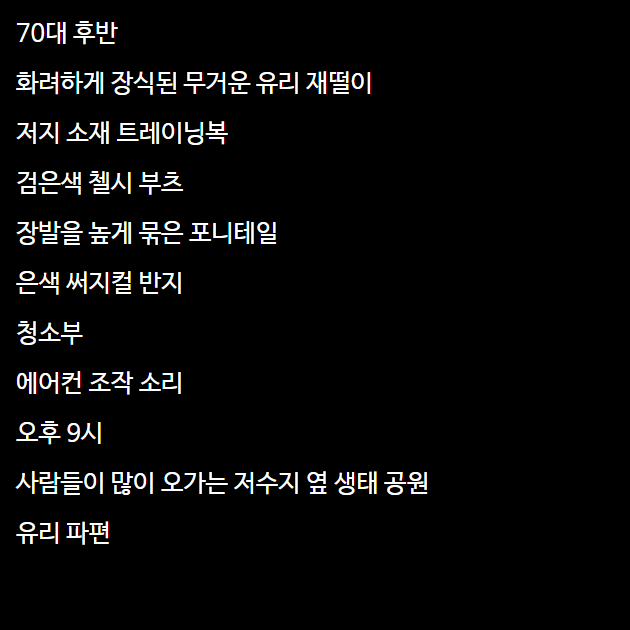 70대 후반
화려하게 장식된 무거운 유리 재떨이
저지 소재 트레이닝복
검은색 첼시 부츠
장발을 높게 묶은 포니테일
은색 써지컬 반지
청소부
에어컨 조작 소리
오후 9시
사람들이 많이 오가는 저수지 옆 생태 공원
유리 파편